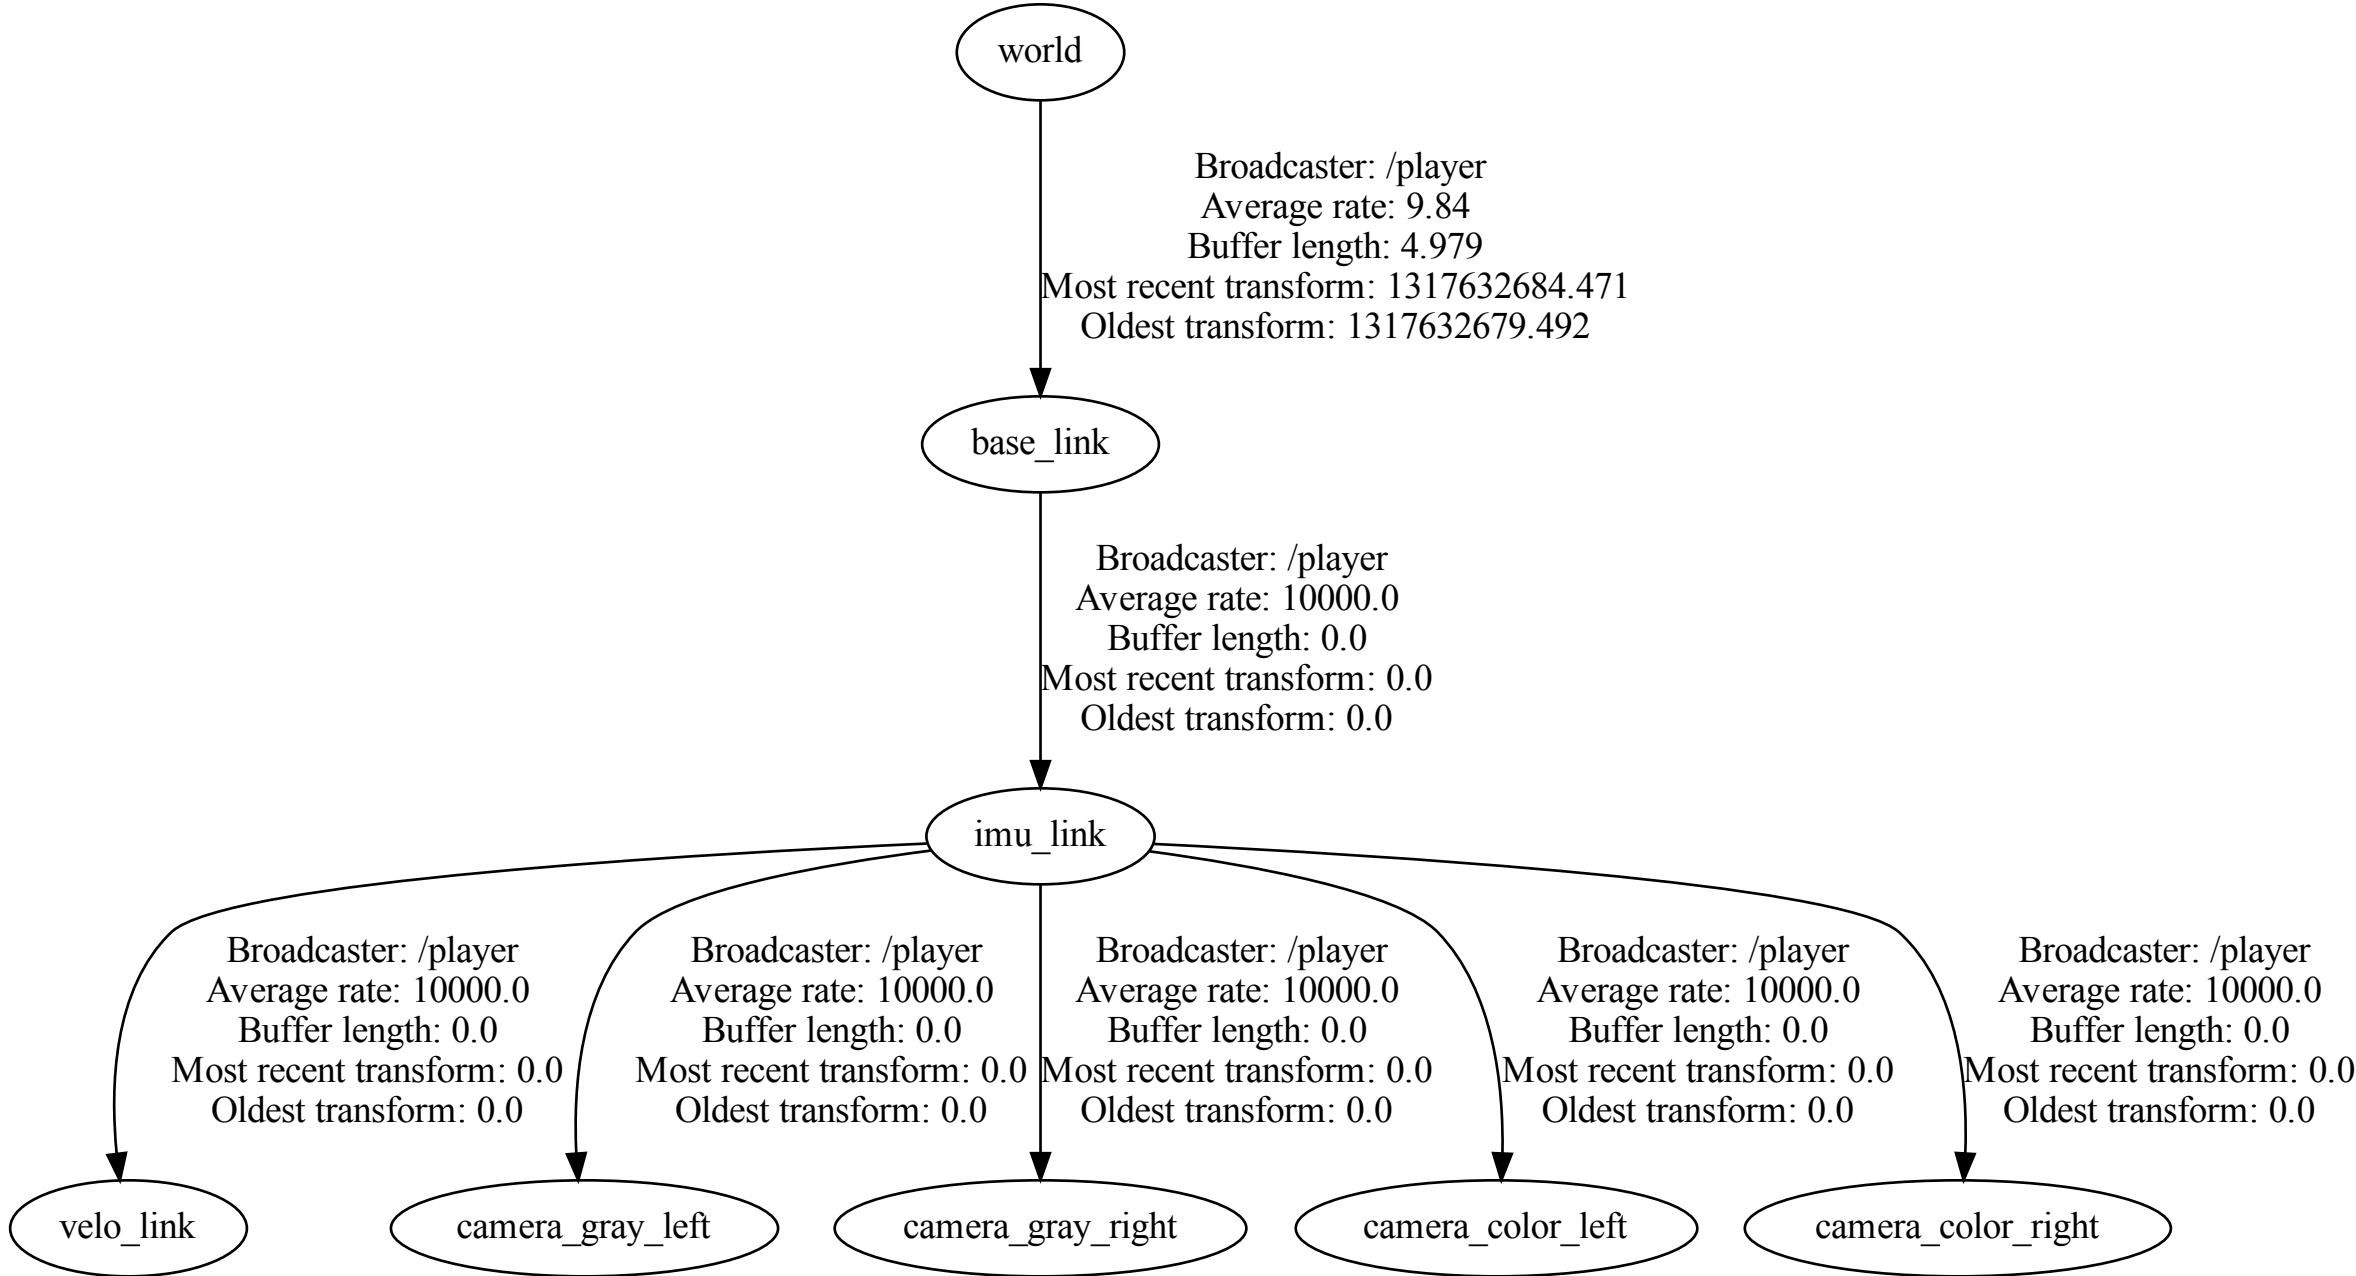 world
Broadcaster: /player
Average rate: 9.84
Buffer length: 4.979
Most recent transform: 1317632684.471
Oldest transform: 1317632679.492
base_link
Broadcaster: /player
Average rate: 10000.0
Buffer length: 0.0
Most recent transform: 0.0
Oldest transform: 0.0
imu_link
Broadcaster: /player
Average rate: 10000.0
Buffer length: 0.0
Most recent transform: 0.0
Oldest transform: 0.0
Broadcaster: /player
Average rate: 10000.0
Buffer length: 0.0
Most recent transform: 0.0
Oldest transform: 0.0
Broadcaster: /player
Average rate: 10000.0
Buffer length: 0.0
Most recent transform: 0.0
Oldest transform: 0.0
Broadcaster: /player
Average rate: 10000.0
Buffer length: 0.0
Most recent transform: 0.0
Oldest transform: 0.0
Broadcaster: /player
Average rate: 10000.0
Buffer length: 0.0
Most recent transform: 0.0
Oldest transform: 0.0
velo_link
camera_gray_left
camera_gray_right
camera_color_left
camera_color_right